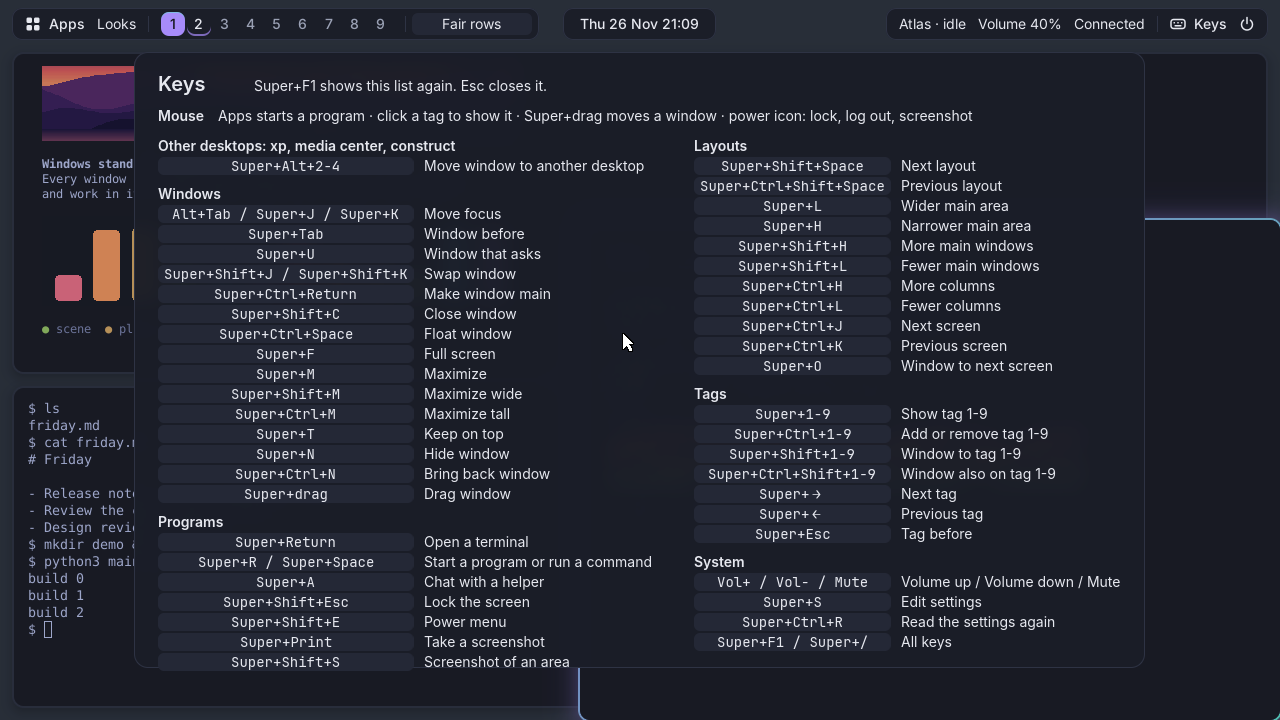 Apps Looks 1 2 3 4 5 6 7 8 9 Fair rows Thu 26 Nov 21:09 Atlas · idle Volume 40% Connected Keys
Keys Super+F1 shows this list again. Esc closes it.
Mouse Apps starts a program · click a tag to show it · Super+drag moves a window · power icon: lock, log out, screenshot
Other desktops: xp, media center, construct
Super+Alt+2-4 Move window to another desktop
Windows
Alt+Tab / Super+J / Super+K Move focus
Super+Tab Window before
Super+U Window that asks
Super+Shift+J / Super+Shift+K Swap window
Super+Ctrl+Return Make window main
Super+Shift+C Close window
Super+Ctrl+Space Float window
Super+F Full screen
Super+M Maximize
Super+Shift+M Maximize wide
Super+Ctrl+M Maximize tall
Super+T Keep on top
Super+N Hide window
Super+Ctrl+N Bring back window
Super+drag Drag window
Programs
Super+Return Open a terminal
Super+R / Super+Space Start a program or run a command
Super+A Chat with a helper
Super+Shift+Esc Lock the screen
Super+Shift+E Power menu
Super+Print Take a screenshot
Super+Shift+S Screenshot of an area
Layouts
Super+Shift+Space Next layout
Super+Ctrl+Shift+Space Previous layout
Super+L Wider main area
Super+H Narrower main area
Super+Shift+H More main windows
Super+Shift+L Fewer main windows
Super+Ctrl+H More columns
Super+Ctrl+L Fewer columns
Super+Ctrl+J Next screen
Super+Ctrl+K Previous screen
Super+O Window to next screen
Tags
Super+1-9 Show tag 1-9
Super+Ctrl+1-9 Add or remove tag 1-9
Super+Shift+1-9 Window to tag 1-9
Super+Ctrl+Shift+1-9 Window also on tag 1-9
Super+→ Next tag
Super+← Previous tag
Super+Esc Tag before
System
Vol+ / Vol- / Mute Volume up / Volume down / Mute
Super+S Edit settings
Super+Ctrl+R Read the settings again
Super+F1 / Super+/ All keys
Windows stand
Every window
and work in
scene
$ ls
friday.md
$ cat friday.
# Friday
- Release
- Review the
- Design
$ mkdir demo
$ python3
build 0
build 1
build 2
$